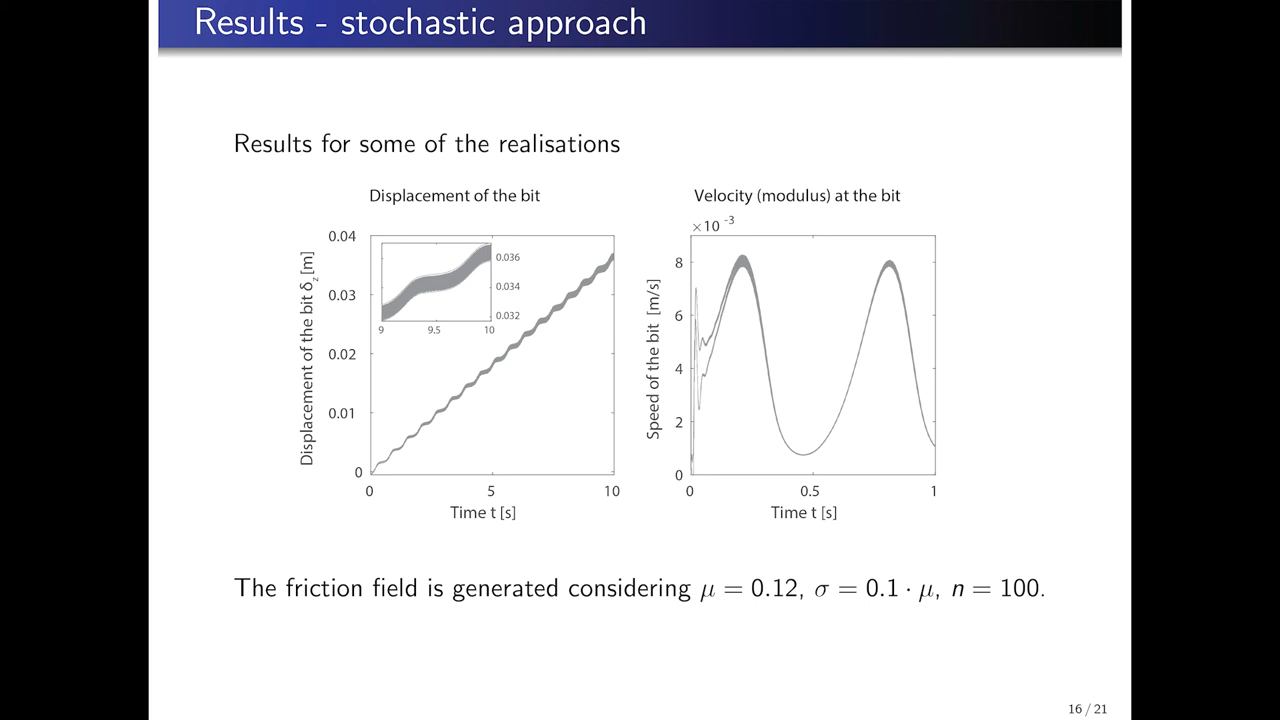 Results - stochastic approach
Results for some of the realisations
Displacement of the bit
Displacement of the bit δz[m]
0.04
0.03
0.02
0.01
0
0.036
0.034
0.032
9
9.5
10
0
5
10
Time t [s]
Velocity (modulus) at the bit
×10 -3
Speed of the bit [m/s]
8
6
4
2
0
0
0.5
1
Time t [s]
The friction field is generated considering μ = 0.12, σ = 0.1 · μ, n = 100.
16 / 21